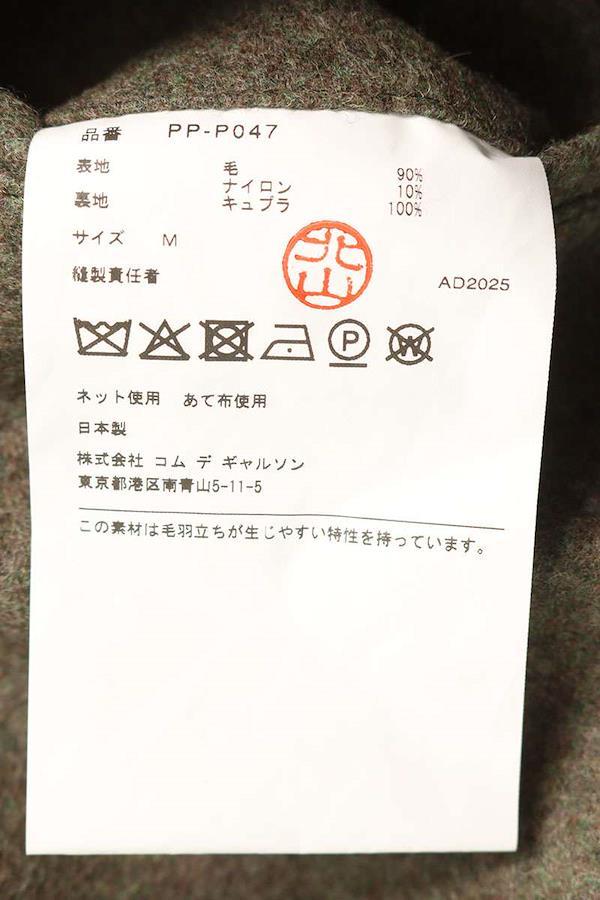 品番 PP-P047
表地 毛 90%
ナイロン 10%
裏地 キュプラ 100%
サイズ M
北山
縫製責任者 AD2025
P W
ネット使用 あて布使用
日本製
株式会社 コム デ ギャルソン
東京都港区南青山5-11-5
この素材は毛羽立ちが生じやすい特性を持っています。